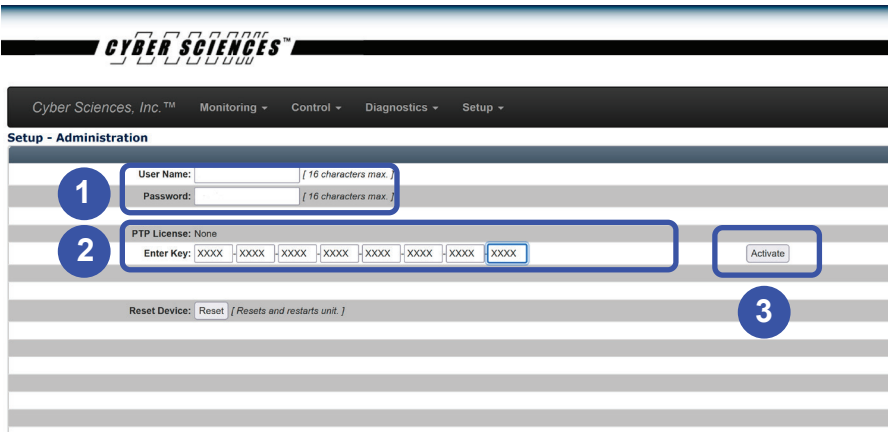 CYBER SCIENCES™
Cyber Sciences, Inc.™ Monitoring Control Diagnostics Setup
Setup - Administration
User Name: [ 16 characters max. ]
1
Password: [ 16 characters max. ]
PTP License: None
2
Enter Key: XXXX - XXXX - XXXX - XXXX - XXXX - XXXX - XXXX - XXXX Activate
Reset Device: Reset [ Resets and restarts unit. ]
3